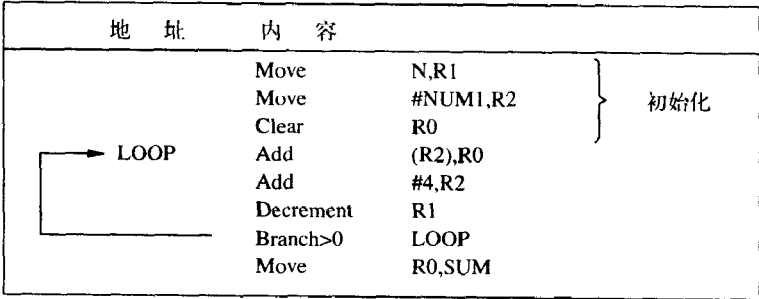 地 址 内 容
Move N,R1
Move #NUM1,R2
Clear R0
初始化
LOOP Add (R2),R0
Add #4,R2
Decrement R1
Branch>0 LOOP
Move R0,SUM